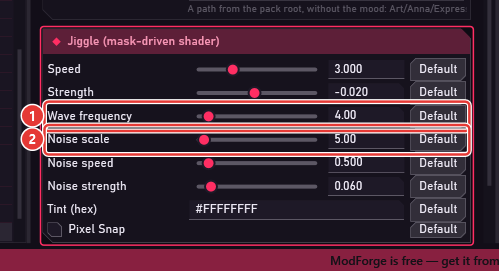 A path from the pack root, without the mood: Art/Anna/Expres
Jiggle (mask-driven shader)
Speed 3.000 Default
Strength -0.020 Default
1 Wave frequency 4.00 Default
2 Noise scale 5.00 Default
Noise speed 0.500 Default
Noise strength 0.060 Default
Tint (hex) #FFFFFFFF Default
Pixel Snap Default
ModForge is free — get it from